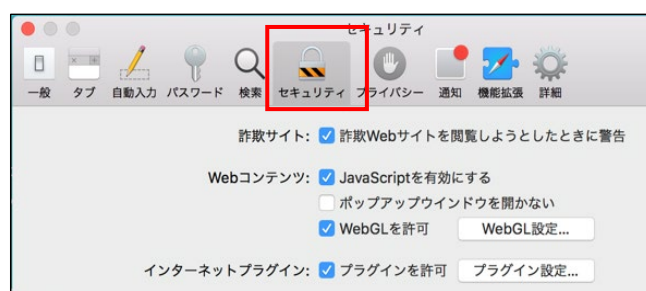 セキュリティ
一般 タブ 自動入力 パスワード 検索 セキュリティ プライバシー 通知 機能拡張 詳細
詐欺サイト: 詐欺Webサイトを閲覧しようとしたときに警告
Webコンテンツ: JavaScriptを有効にする
ポップアップウインドウを開かない
WebGLを許可 WebGL設定...
インターネットプラグイン: プラグインを許可 プラグイン設定...